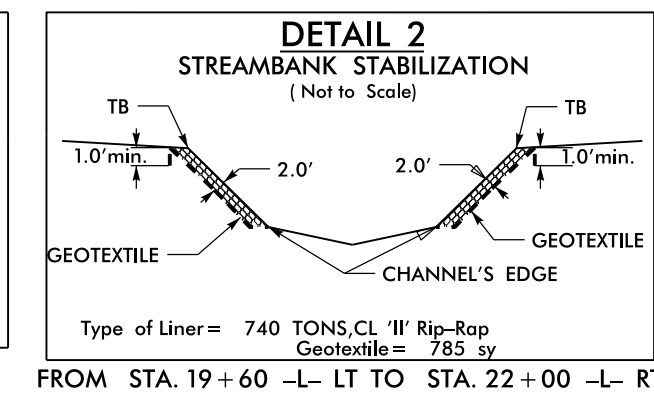 DETAIL 2
STREAMBANK STABILIZATION
( Not to Scale)
TB
TB
1.0'min.
2.0'
2.0'
1.0'min.
GEOTEXTILE
GEOTEXTILE
CHANNEL'S EDGE
Type of Liner= 740 TONS,CL 'II' Rip-Rap
Geotextile= 785 sy
FROM STA. 19+60 -L- LT TO STA. 22+00 -L- RT